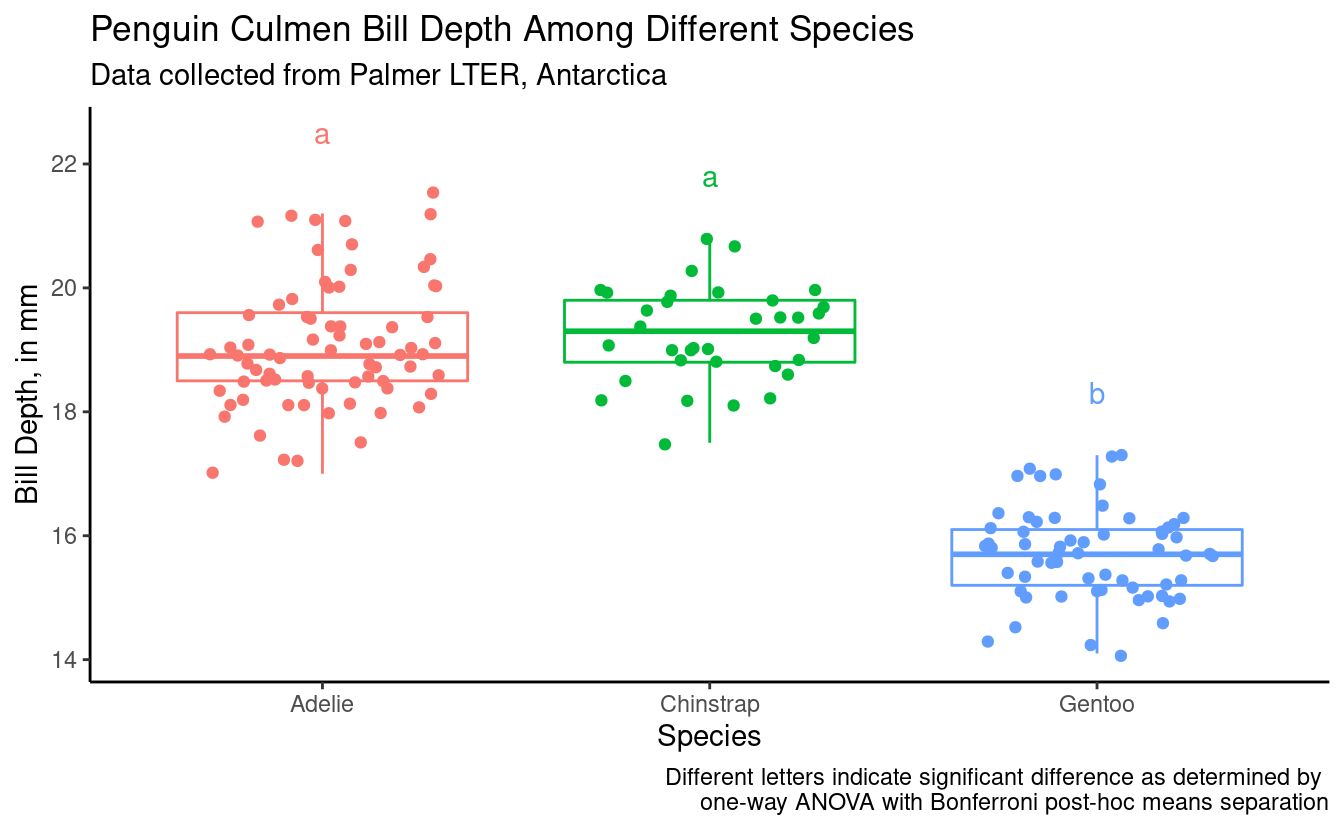 Penguin Culmen Bill Depth Among Different Species
Data collected from Palmer LTER, Antarctica
a
a
b
22
20
18
16
14
Bill Depth, in mm
Adelie
Chinstrap
Gentoo
Species
Different letters indicate significant difference as determined by
one-way ANOVA with Bonferroni post-hoc means separation